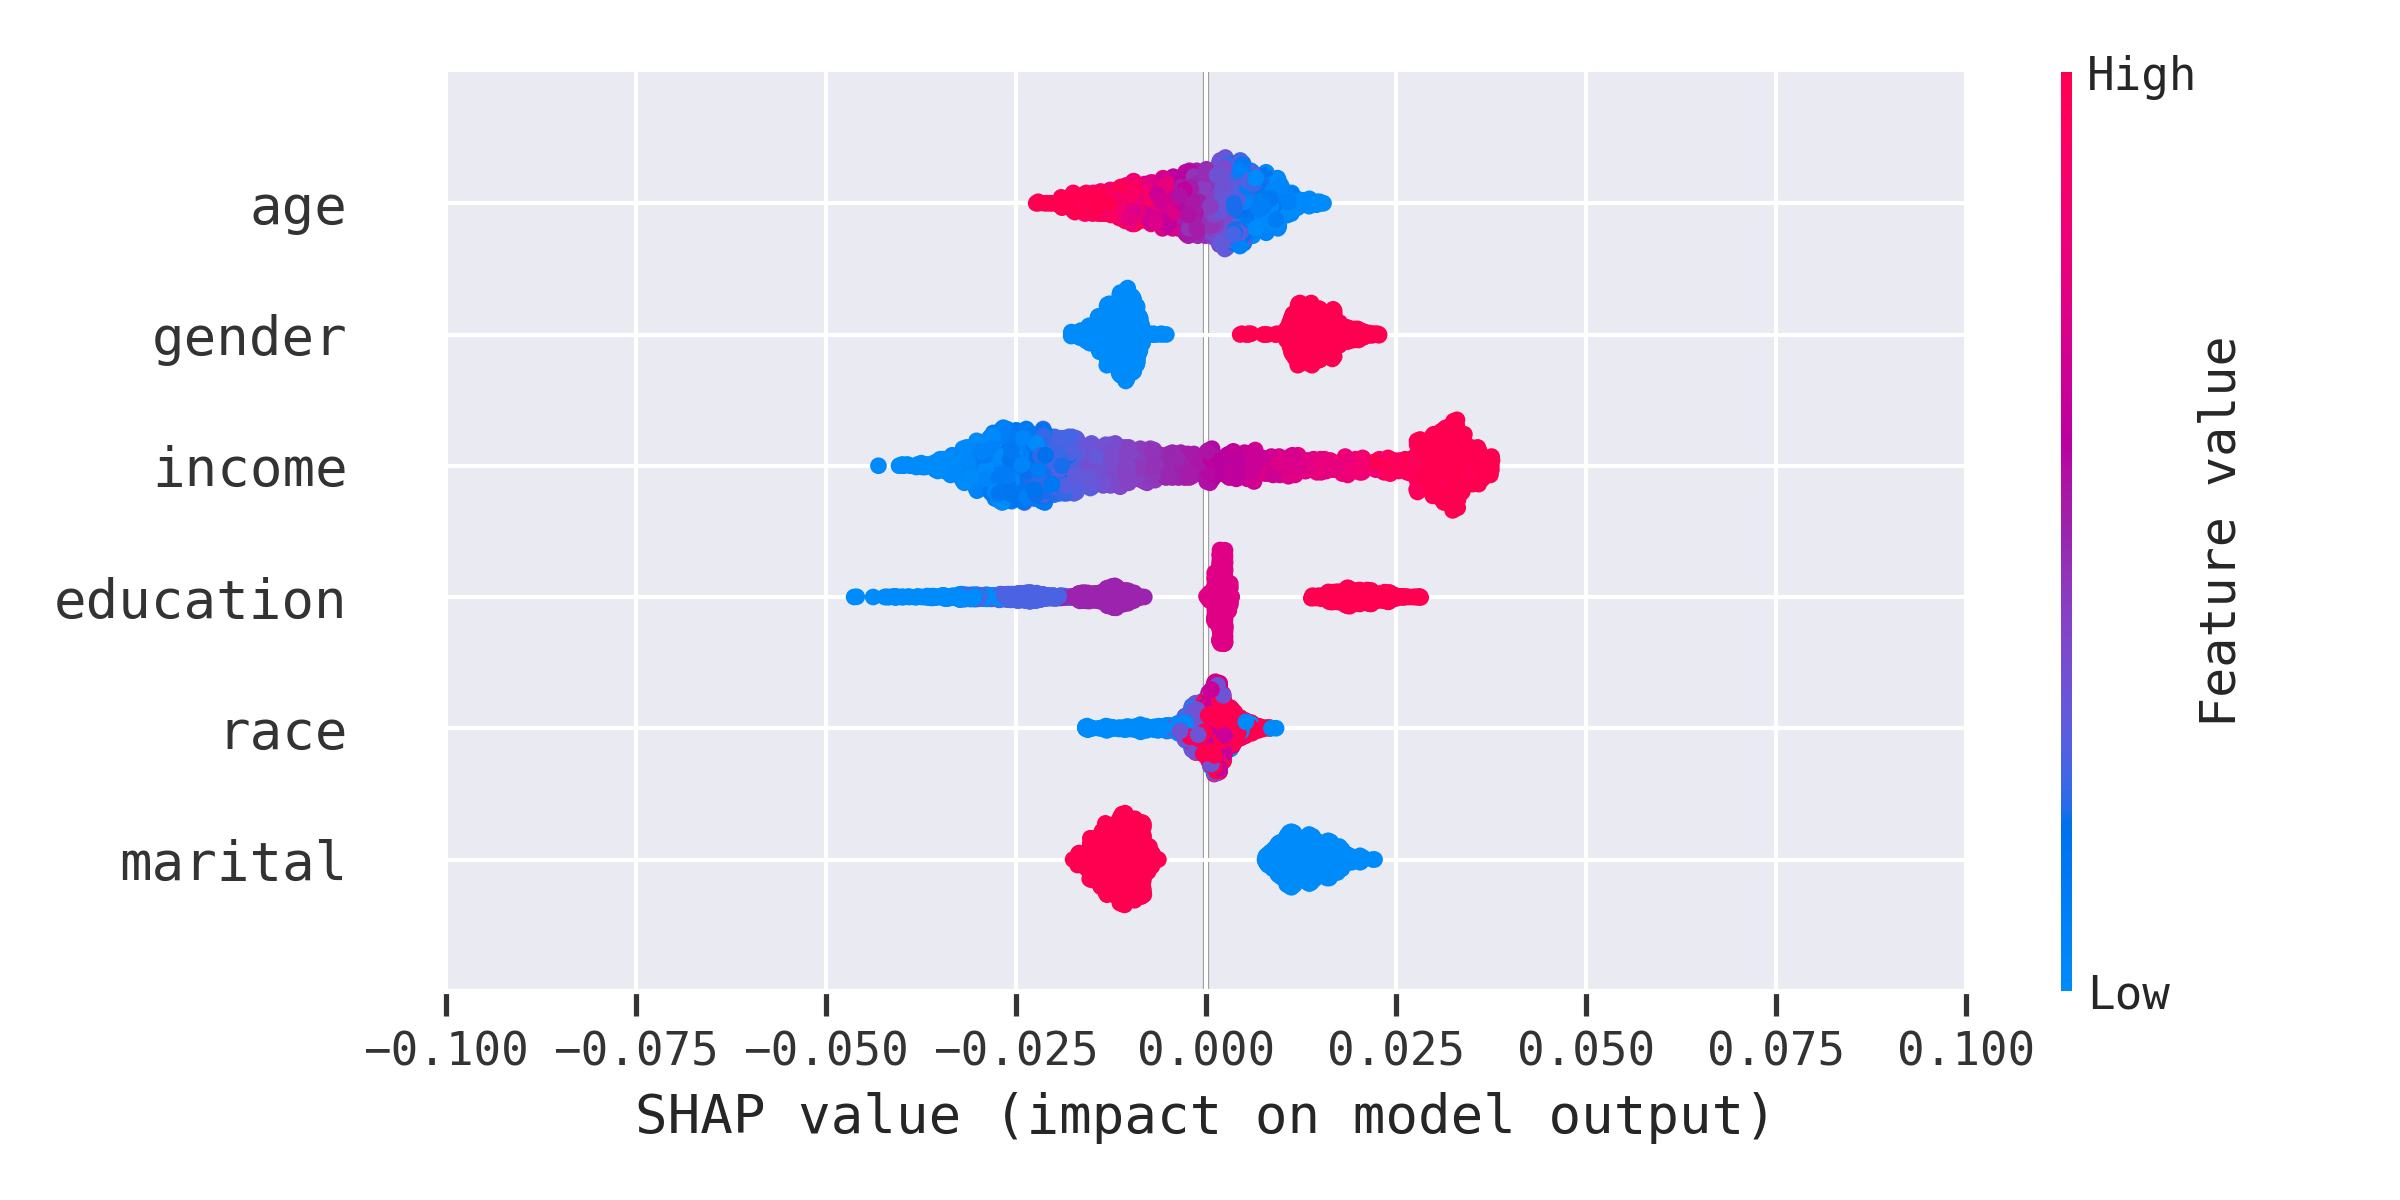 High
age
gender
income
education
race
marital
Feature value
Low
−0.100 −0.075 −0.050 −0.025 0.000 0.025 0.050 0.075 0.100
SHAP value (impact on model output)